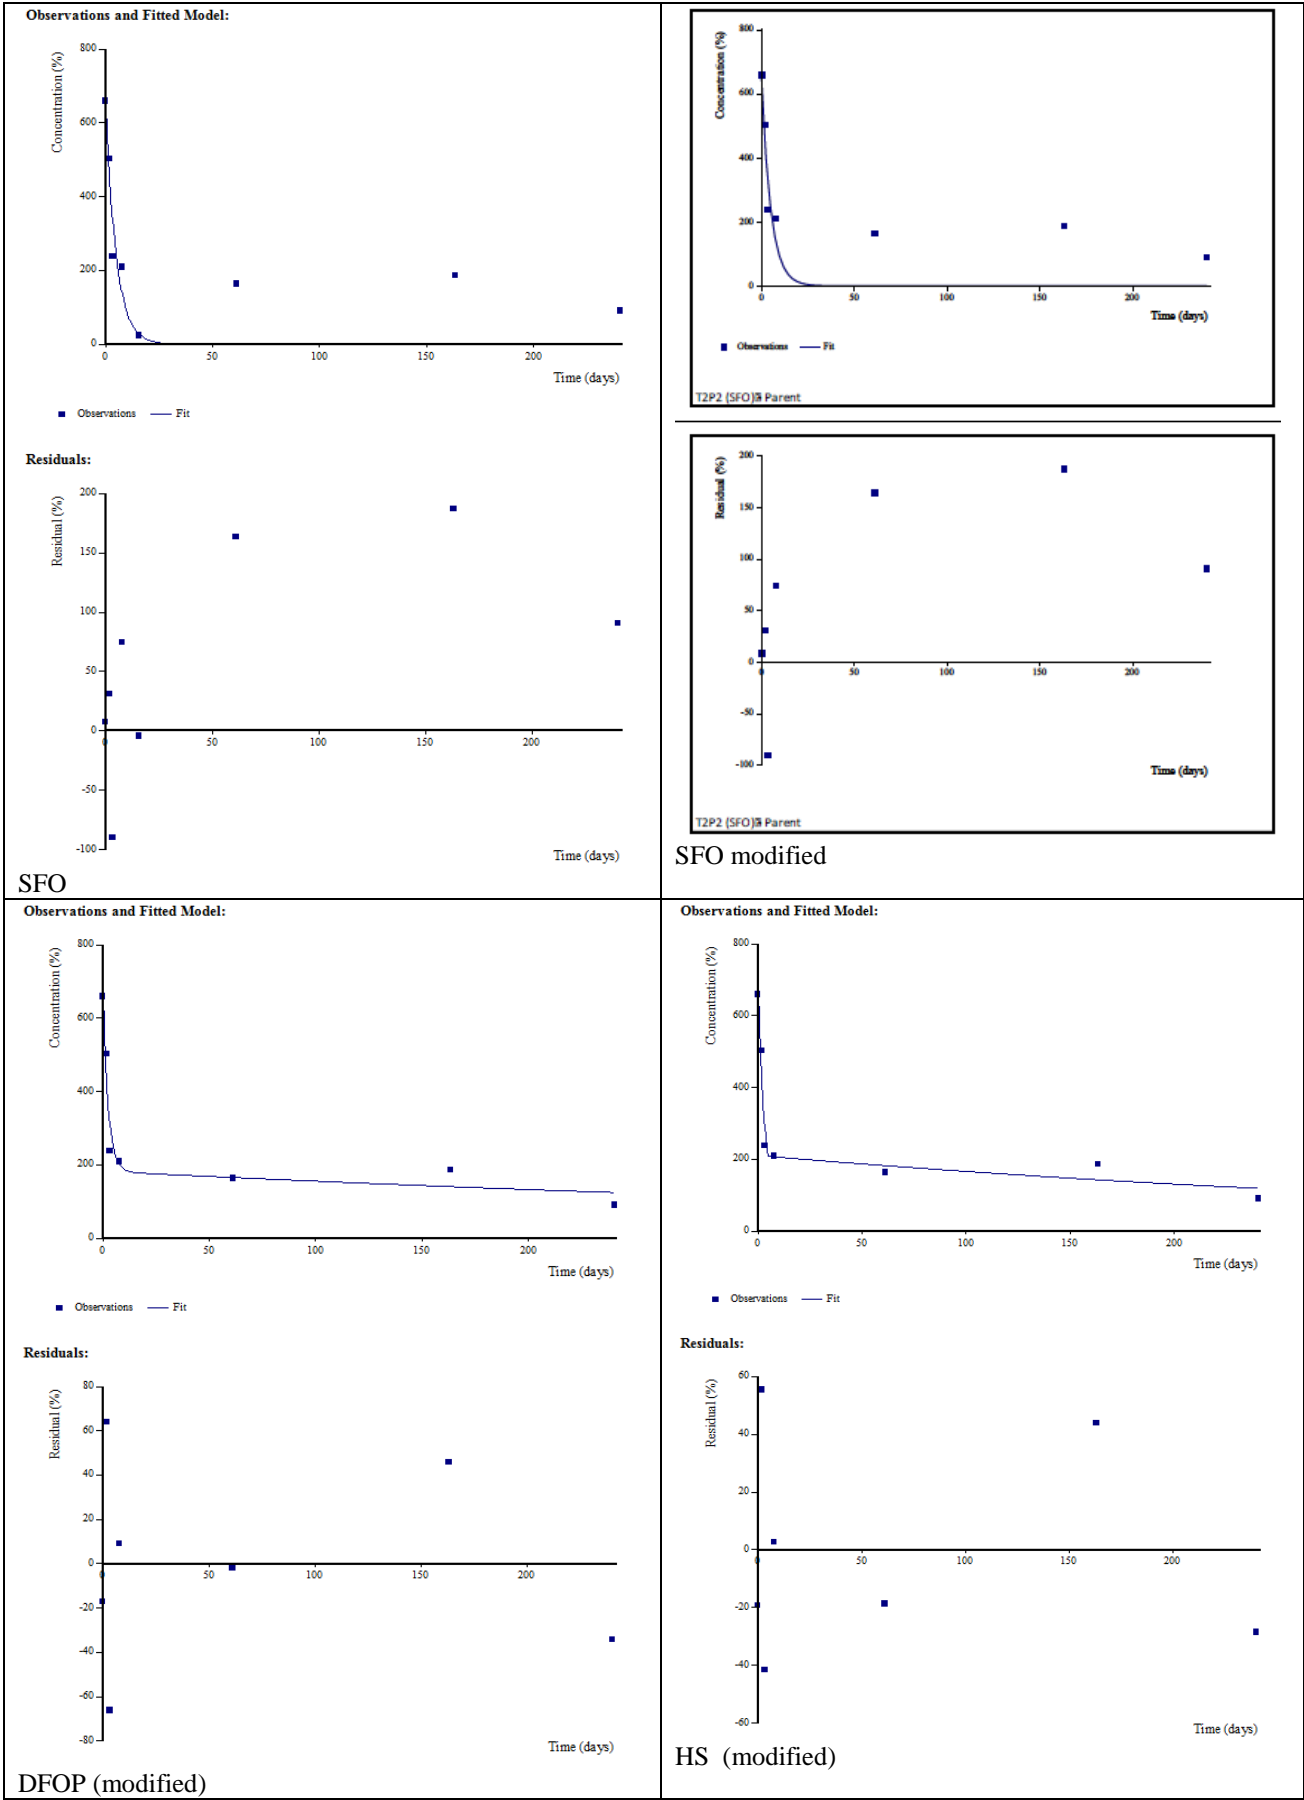 Observations and Fitted Model:
800
600
400
200
0
Concentration (%)
0 50 100 150 200
Time (days)
Observations Fit
Residuals:
200
150
100
50
0
-50
-100
Residual (%)
0 50 100 150 200
Time (days)
SFO
800
600
400
200
0
Concentration (%)
0 50 100 150 200
Time (days)
Observations Fit
T2P2 (SFO) Parent
200
150
100
50
0
-50
-100
Residual (%)
50 100 150 200
Time (days)
T2P2 (SFO) Parent
SFO modified
Observations and Fitted Model:
800
600
400
200
0
Concentration (%)
0 50 100 150 200
Time (days)
Observations Fit
Residuals:
80
60
40
20
0
-20
-40
-60
-80
Residual (%)
0 50 100 150 200
Time (days)
DFOP (modified)
Observations and Fitted Model:
800
600
400
200
0
Concentration (%)
0 50 100 150 200
Time (days)
Observations Fit
Residuals:
60
40
20
0
-20
-40
-60
Residual (%)
0 50 100 150 200
Time (days)
HS (modified)